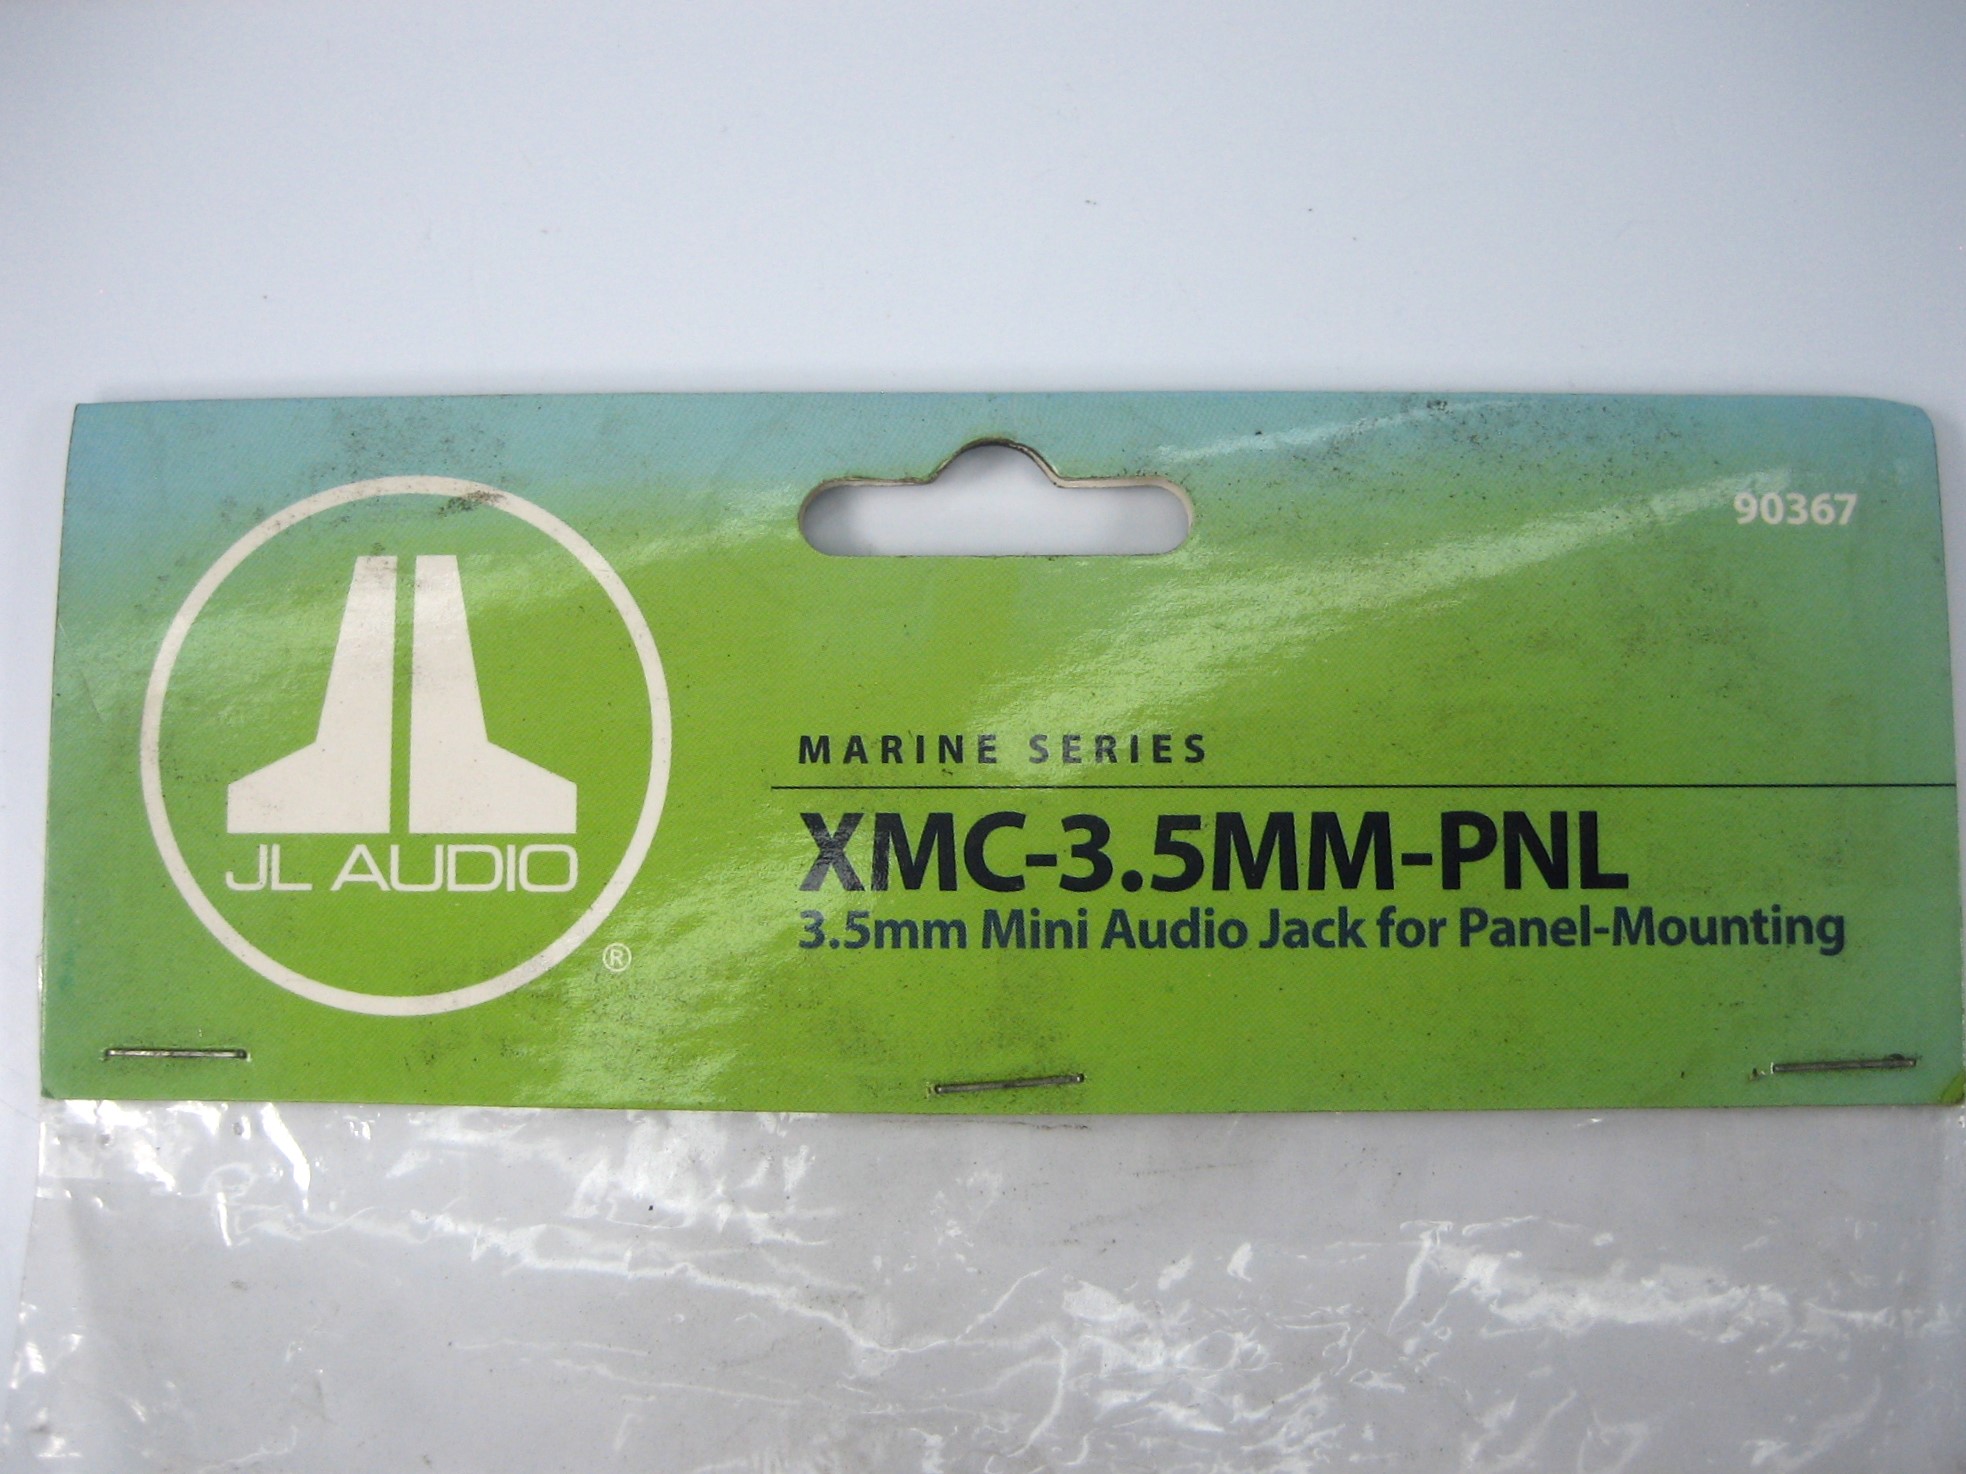 90367
JL AUDIO
®
MARINE SERIES
XMC-3.5MM-PNL
3.5mm Mini Audio Jack for Panel-Mounting